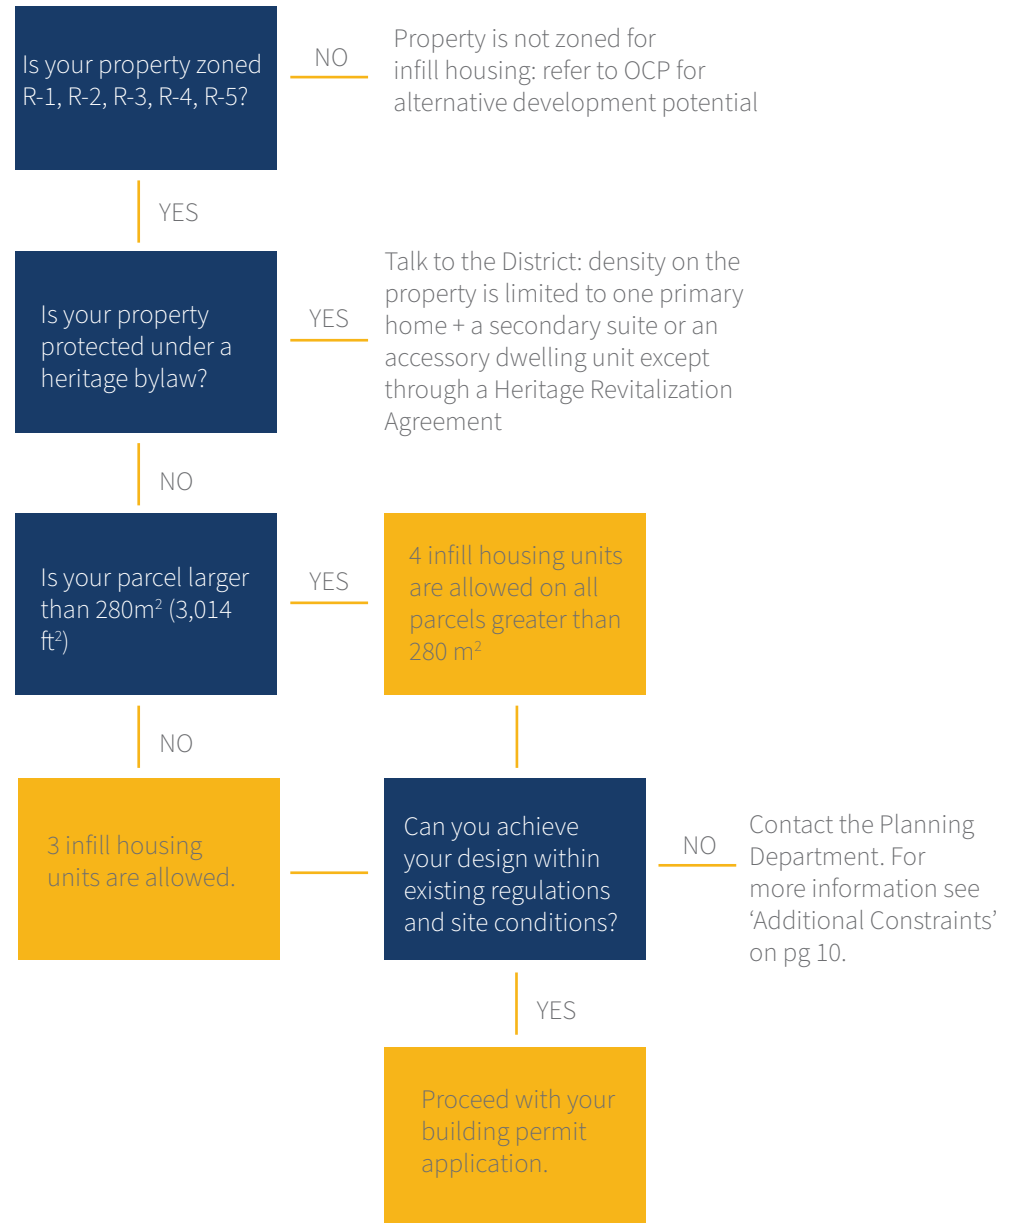 Is your property zoned
R-1, R-2, R-3, R-4, R-5?
NO
Property is not zoned for
infill housing: refer to OCP for
alternative development potential
YES
Is your property
protected under a
heritage bylaw?
YES
Talk to the District: density on the
property is limited to one primary
home + a secondary suite or an
accessory dwelling unit except
through a Heritage Revitalization
Agreement
NO
Is your parcel larger
than 280m² (3,014
ft²)
YES
4 infill housing units
are allowed on all
parcels greater than
280 m²
NO
3 infill housing
units are allowed.
Can you achieve
your design within
existing regulations
and site conditions?
NO
Contact the Planning
Department. For
more information see
‘Additional Constraints’
on pg 10.
YES
Proceed with your
building permit
application.